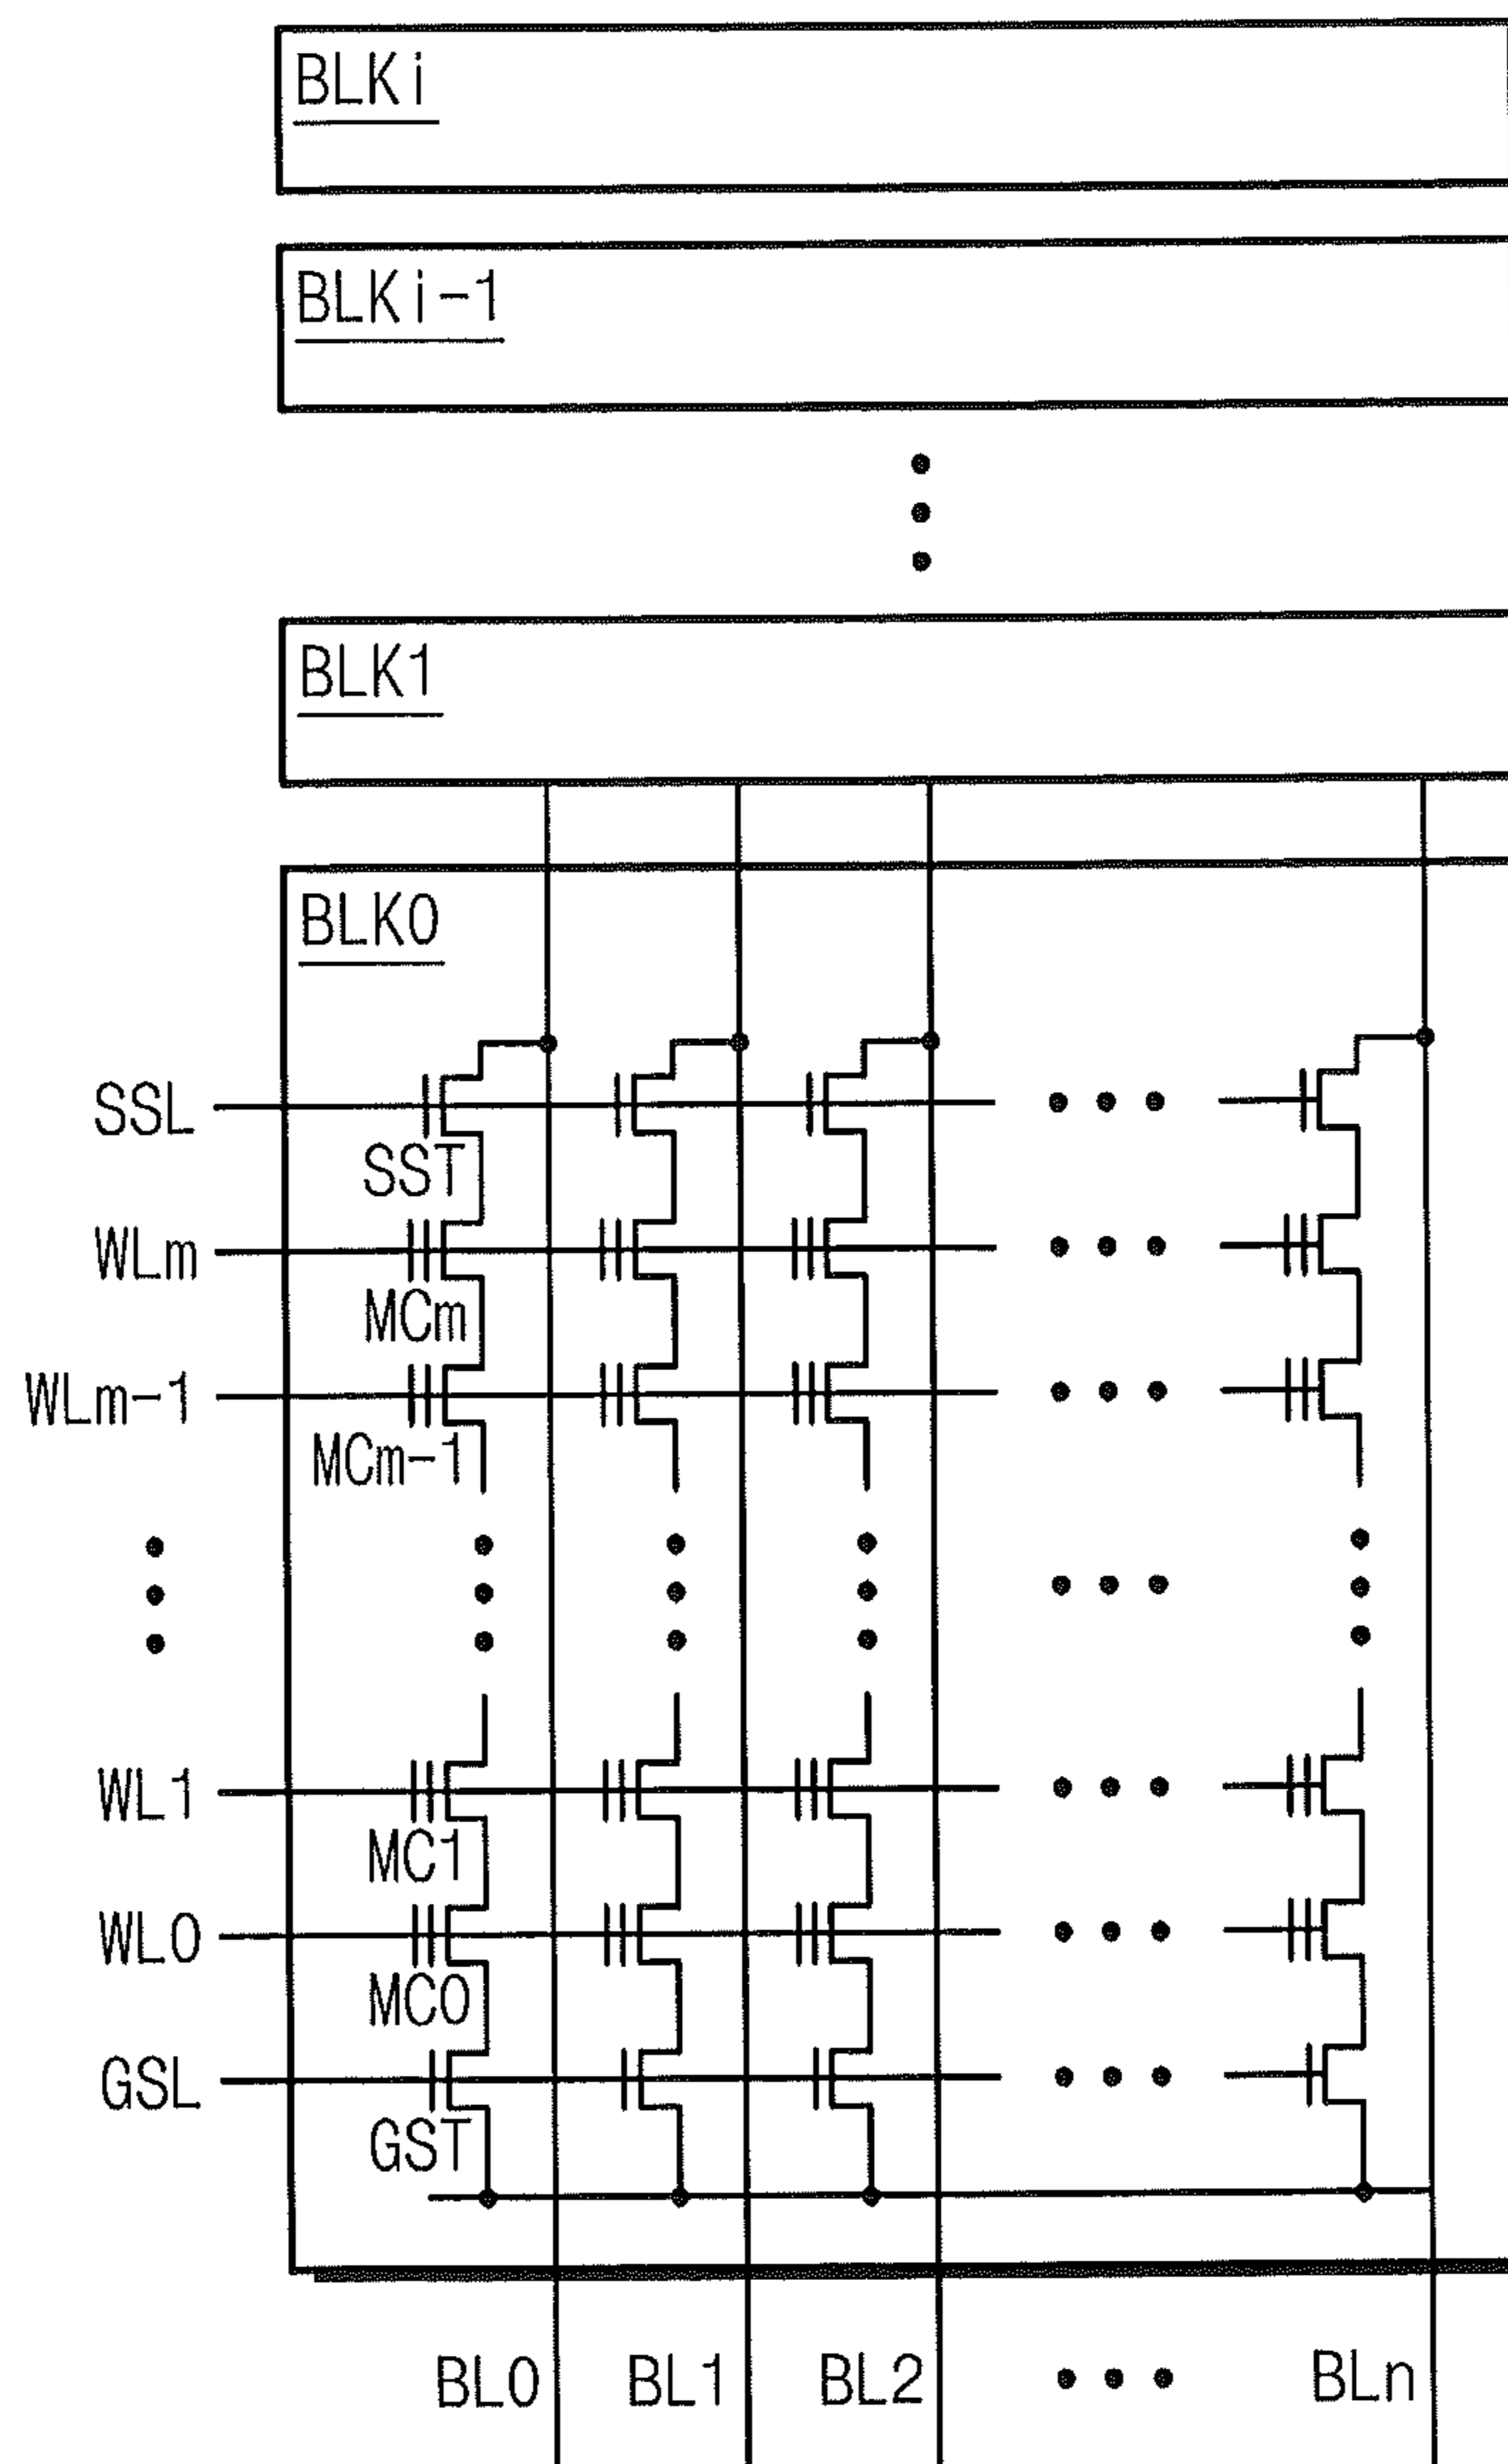 BLKi
BLKi-1
BLK1
BLK0
SSL
SST
WLm
MCm
WLm-1
MCm-1
WL1
MC1
WL0
MC0
GSL
GST
BL0 BL1 BL2 BLn